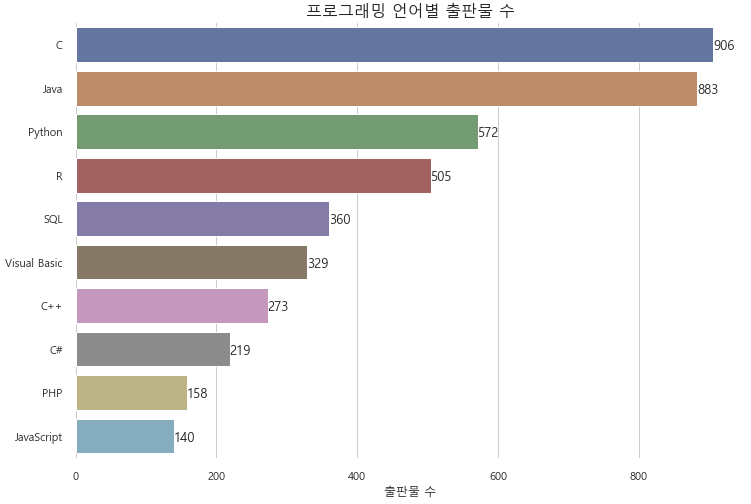 프로그래밍 언어별 출판물 수
C 906
Java 883
Python 572
R 505
SQL 360
Visual Basic 329
C++ 273
C# 219
PHP 158
JavaScript 140
0 200 400 600 800
출판물 수